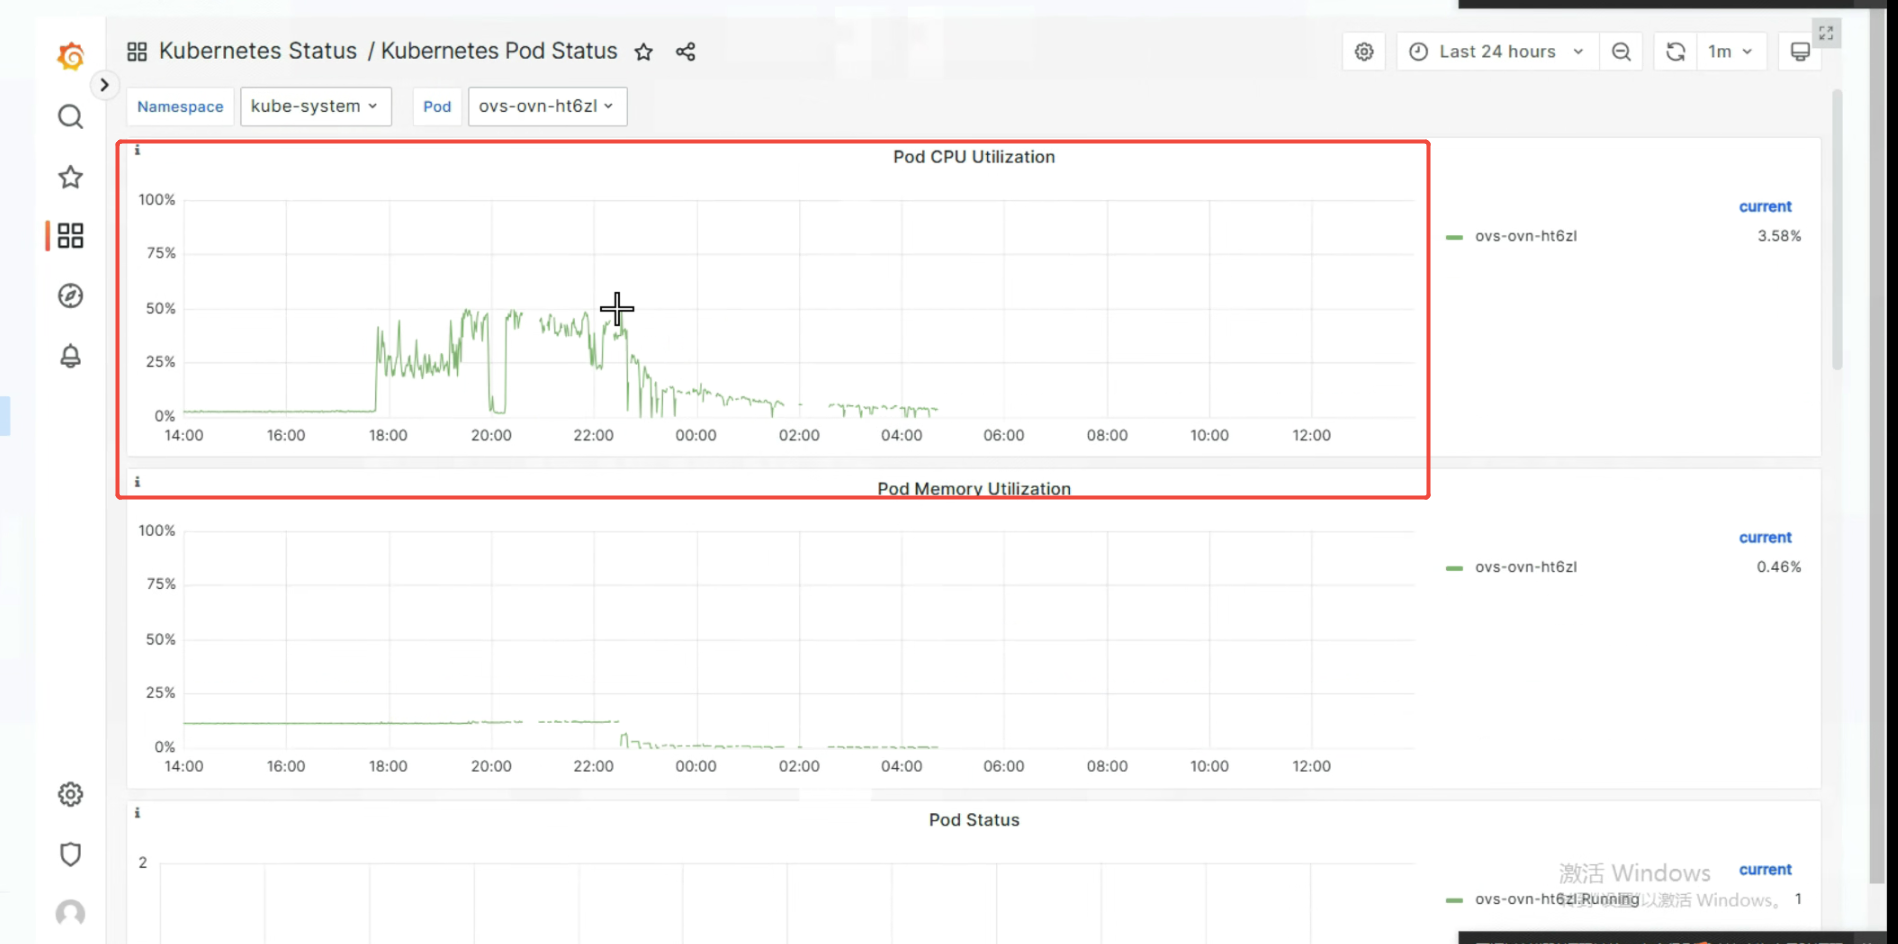 Kubernetes Status / Kubernetes Pod Status
Last 24 hours
1m
Namespace
kube-system
Pod
ovs-ovn-ht6zl
Pod CPU Utilization
100%
75%
50%
25%
0%
14:00 16:00 18:00 20:00 22:00 00:00 02:00 04:00 06:00 08:00 10:00 12:00
current
ovs-ovn-ht6zl 3.58%
Pod Memory Utilization
100%
75%
50%
25%
0%
14:00 16:00 18:00 20:00 22:00 00:00 02:00 04:00 06:00 08:00 10:00 12:00
current
ovs-ovn-ht6zl 0.46%
Pod Status
2
current
ovs-ovn-ht6zl Running 1
激活 Windows
以激活 Windows。